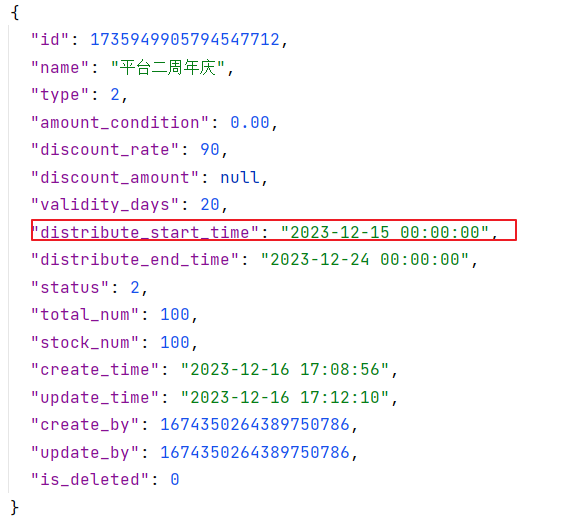 {
"id": 1735949905794547712,
"name": "平台二周年庆",
"type": 2,
"amount_condition": 0.00,
"discount_rate": 90,
"discount_amount": null,
"validity_days": 20,
"distribute_start_time": "2023-12-15 00:00:00",
"distribute_end_time": "2023-12-24 00:00:00",
"status": 2,
"total_num": 100,
"stock_num": 100,
"create_time": "2023-12-16 17:08:56",
"update_time": "2023-12-16 17:12:10",
"create_by": 1674350264389750786,
"update_by": 1674350264389750786,
"is_deleted": 0
}